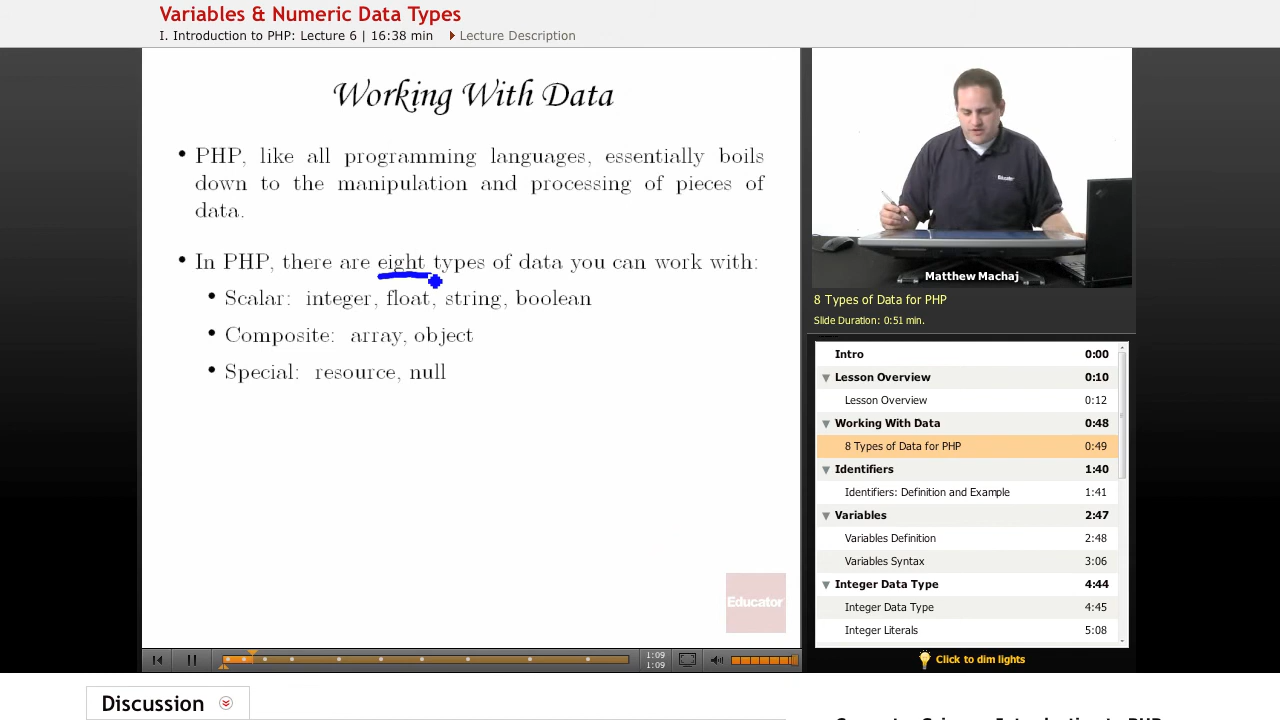 Variables & Numeric Data Types
I. Introduction to PHP: Lecture 6 | 16:38 min Lecture Description
Working With Data
• PHP, like all programming languages, essentially boils
down to the manipulation and processing of pieces of
data.
• In PHP, there are eight types of data you can work with:
• Scalar: integer, float, string, boolean
• Composite: array, object
• Special: resource, null
Educator
1:09
1:09
Matthew Machaj
8 Types of Data for PHP
Slide Duration: 0:51 min.
Intro 0:00
Lesson Overview 0:10
Lesson Overview 0:12
Working With Data 0:48
8 Types of Data for PHP 0:49
Identifiers 1:40
Identifiers: Definition and Example 1:41
Variables 2:47
Variables Definition 2:48
Variables Syntax 3:06
Integer Data Type 4:44
Integer Data Type 4:45
Integer Literals 5:08
Click to dim lights
Discussion